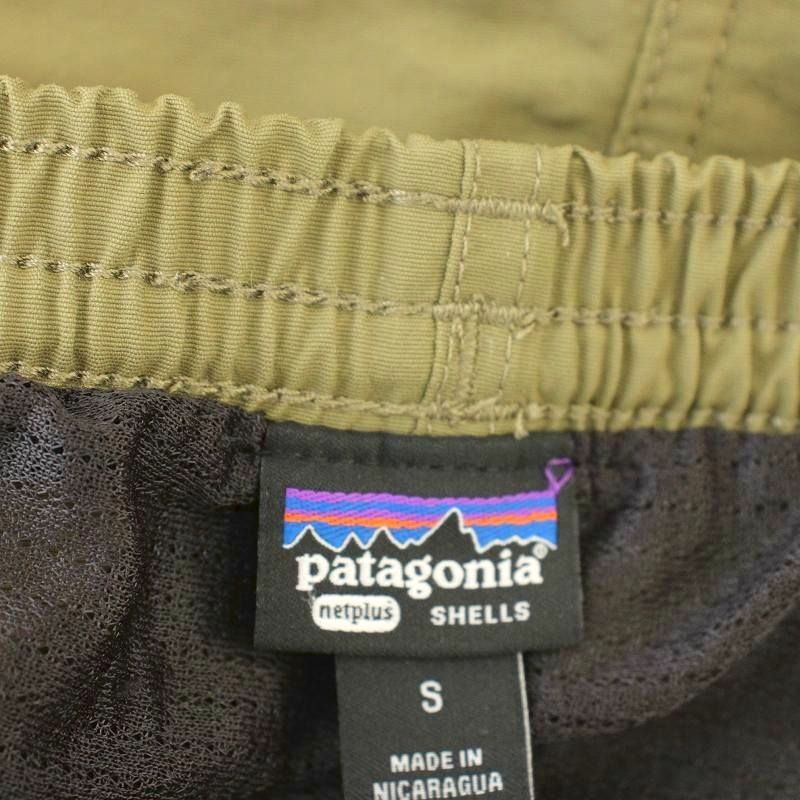 patagonia®
netplus® SHELLS
S
MADE IN
NICARAGUA